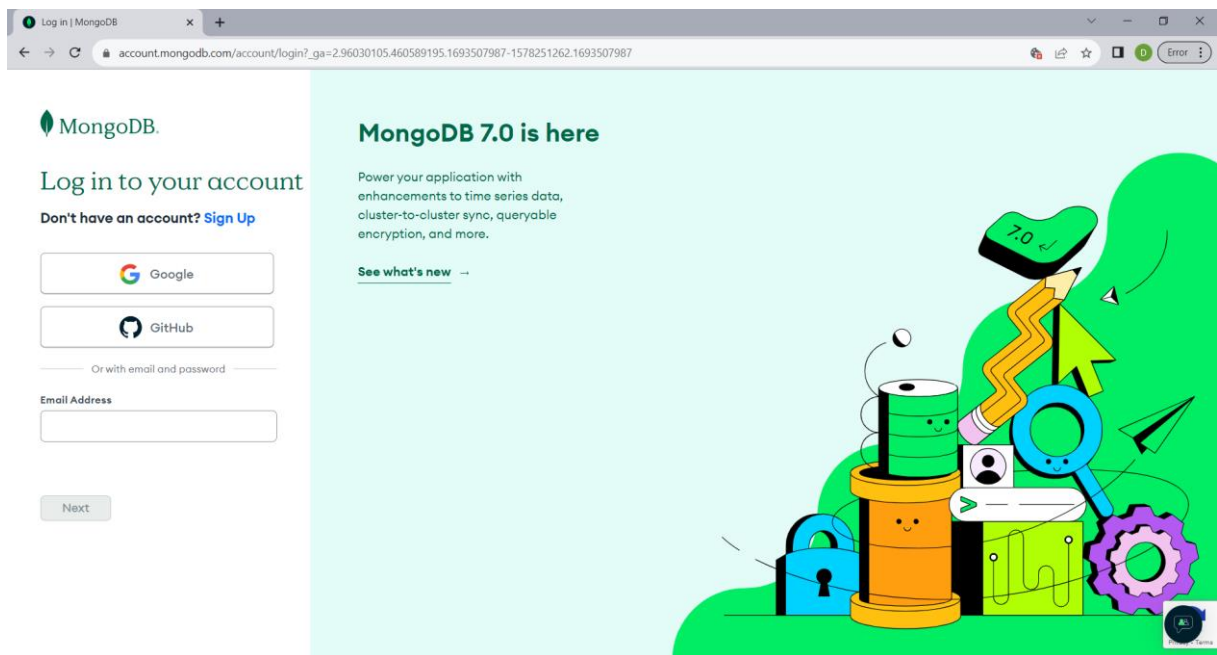 Log in | MongoDB
account.mongodb.com/account/login?_ga=2.96030105.460589195.1693507987-1578251262.1693507987
D
Error
MongoDB.
Log in to your account
Don't have an account? Sign Up
Google
GitHub
Or with email and password
Email Address
Next
MongoDB 7.0 is here
Power your application with
enhancements to time series data,
cluster-to-cluster sync, queryable
encryption, and more.
See what's new →
7.0
Terms